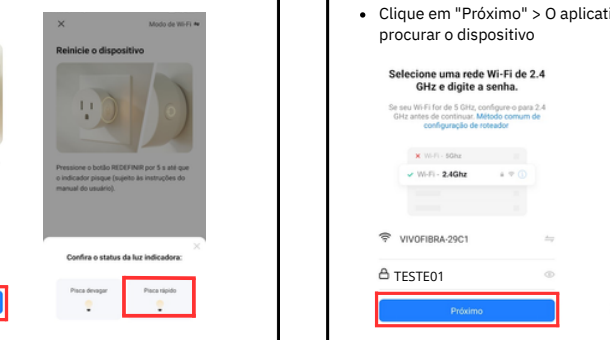 Modo de Wi-Fi
Reinicie o dispositivo
Pressione o botão REDEFINIR por 5 s até que
o indicador pisque (sujeito às instruções do
manual do usuário).
Confira o status da luz indicadora:
Pisca devagar
Pisca rápido
• Clique em "Próximo" > O aplicati
procurar o dispositivo
Selecione uma rede Wi-Fi de 2.4
GHz e digite a senha.
Se seu Wi-Fi for de 5 GHz, configure-o para 2.4
GHz antes de continuar. Método comum de
configuração de roteador
Wi-Fi - 5Ghz
Wi-Fi - 2.4Ghz
VIVOFIBRA-29C1
TESTE01
Próximo